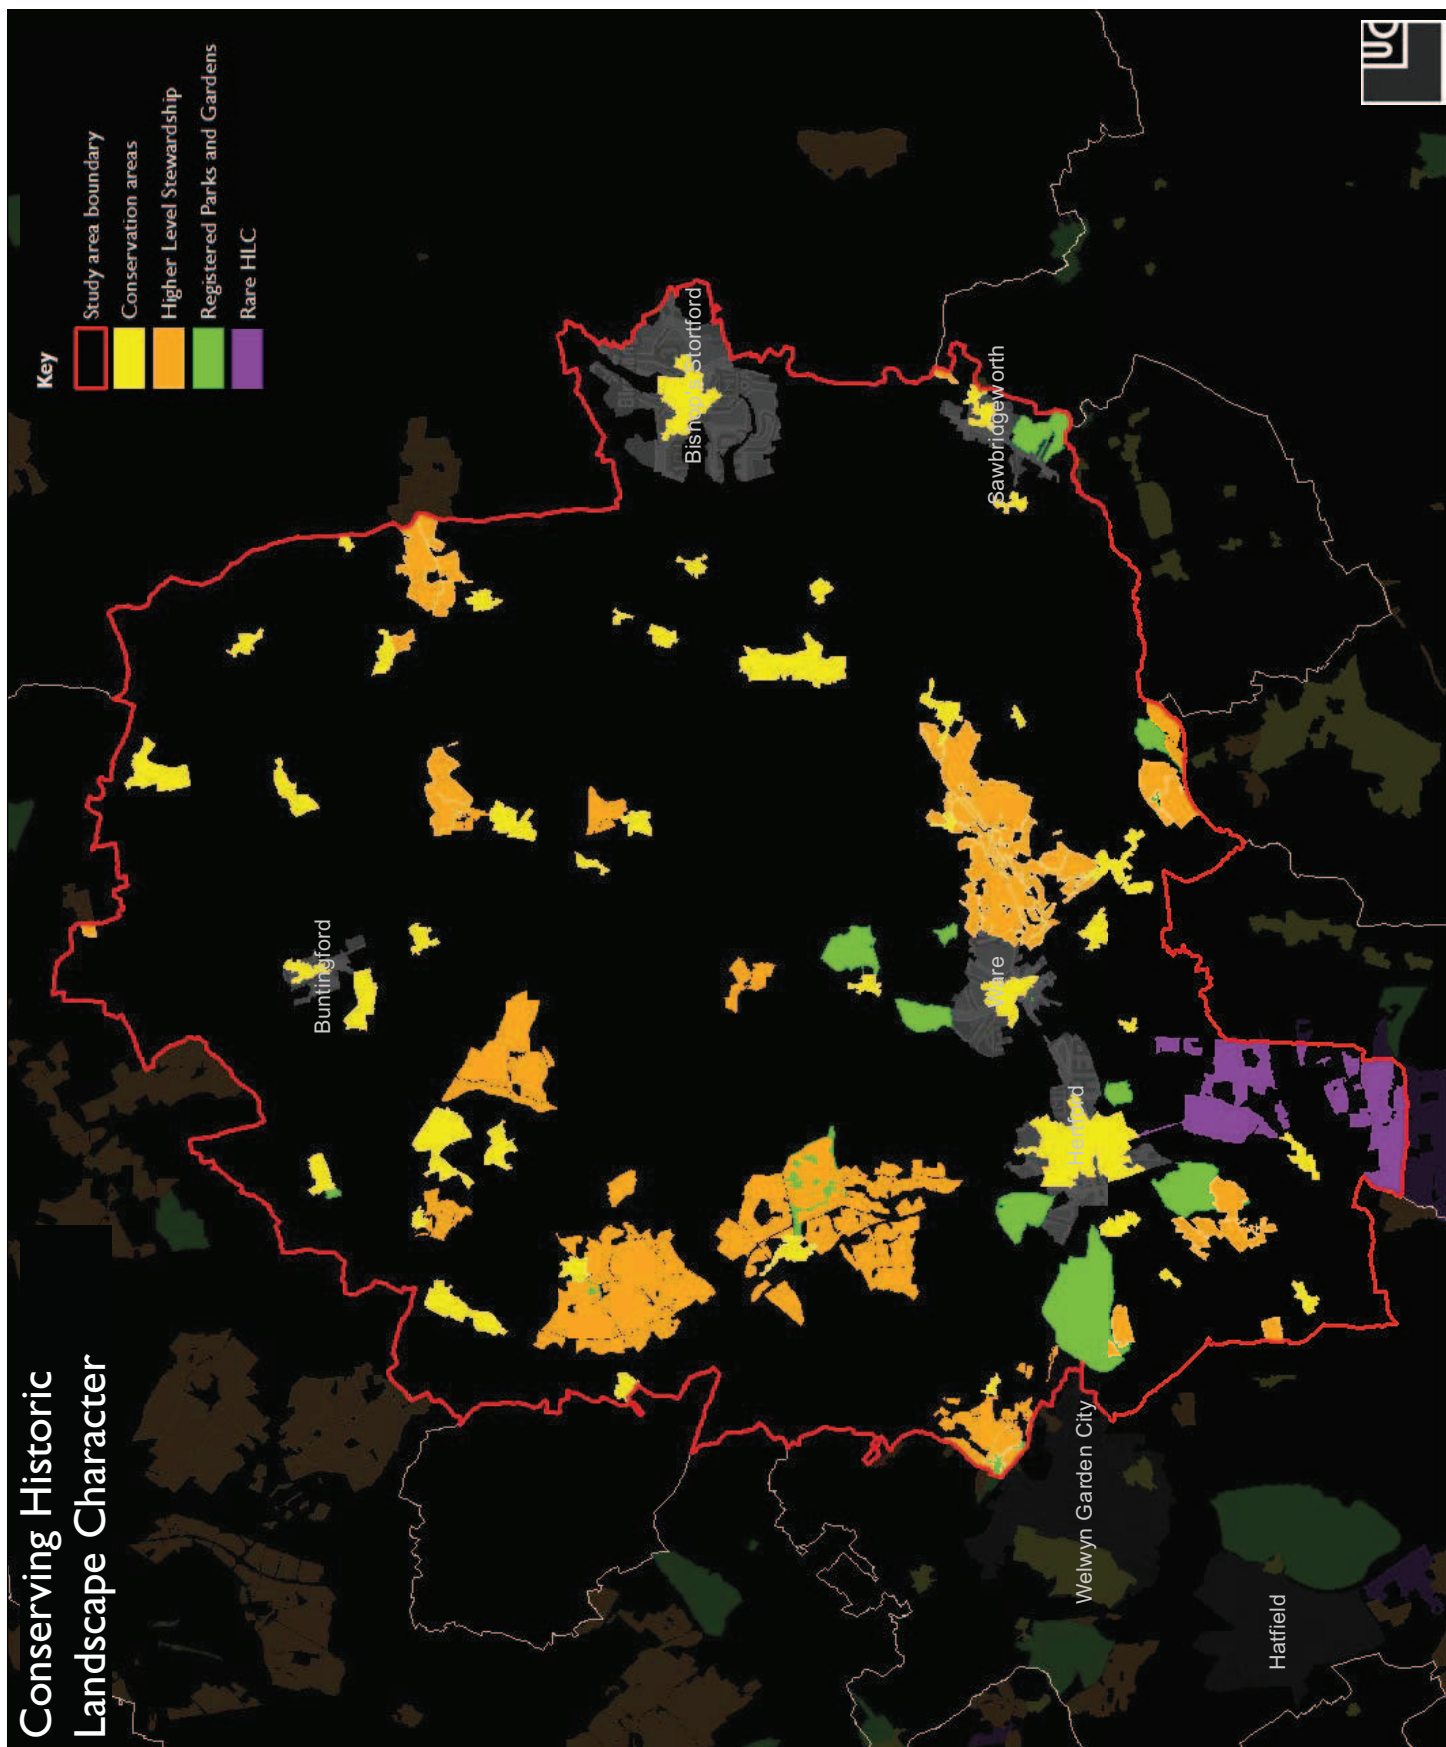 Conserving Historic
Landscape Character
Key
Study area boundary
Conservation areas
Higher Level Stewardship
Registered Parks and Gardens
Rare HLC
Buntingford
Bishop's Stortford
Sawbridgeworth
Ware
Hertford
Welwyn Garden City
Hatfield